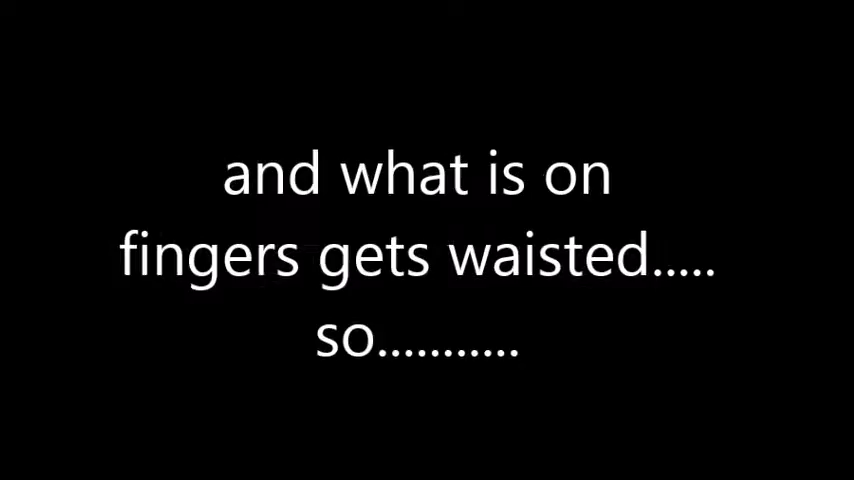 and what is on
fingers gets waisted.....
so...........